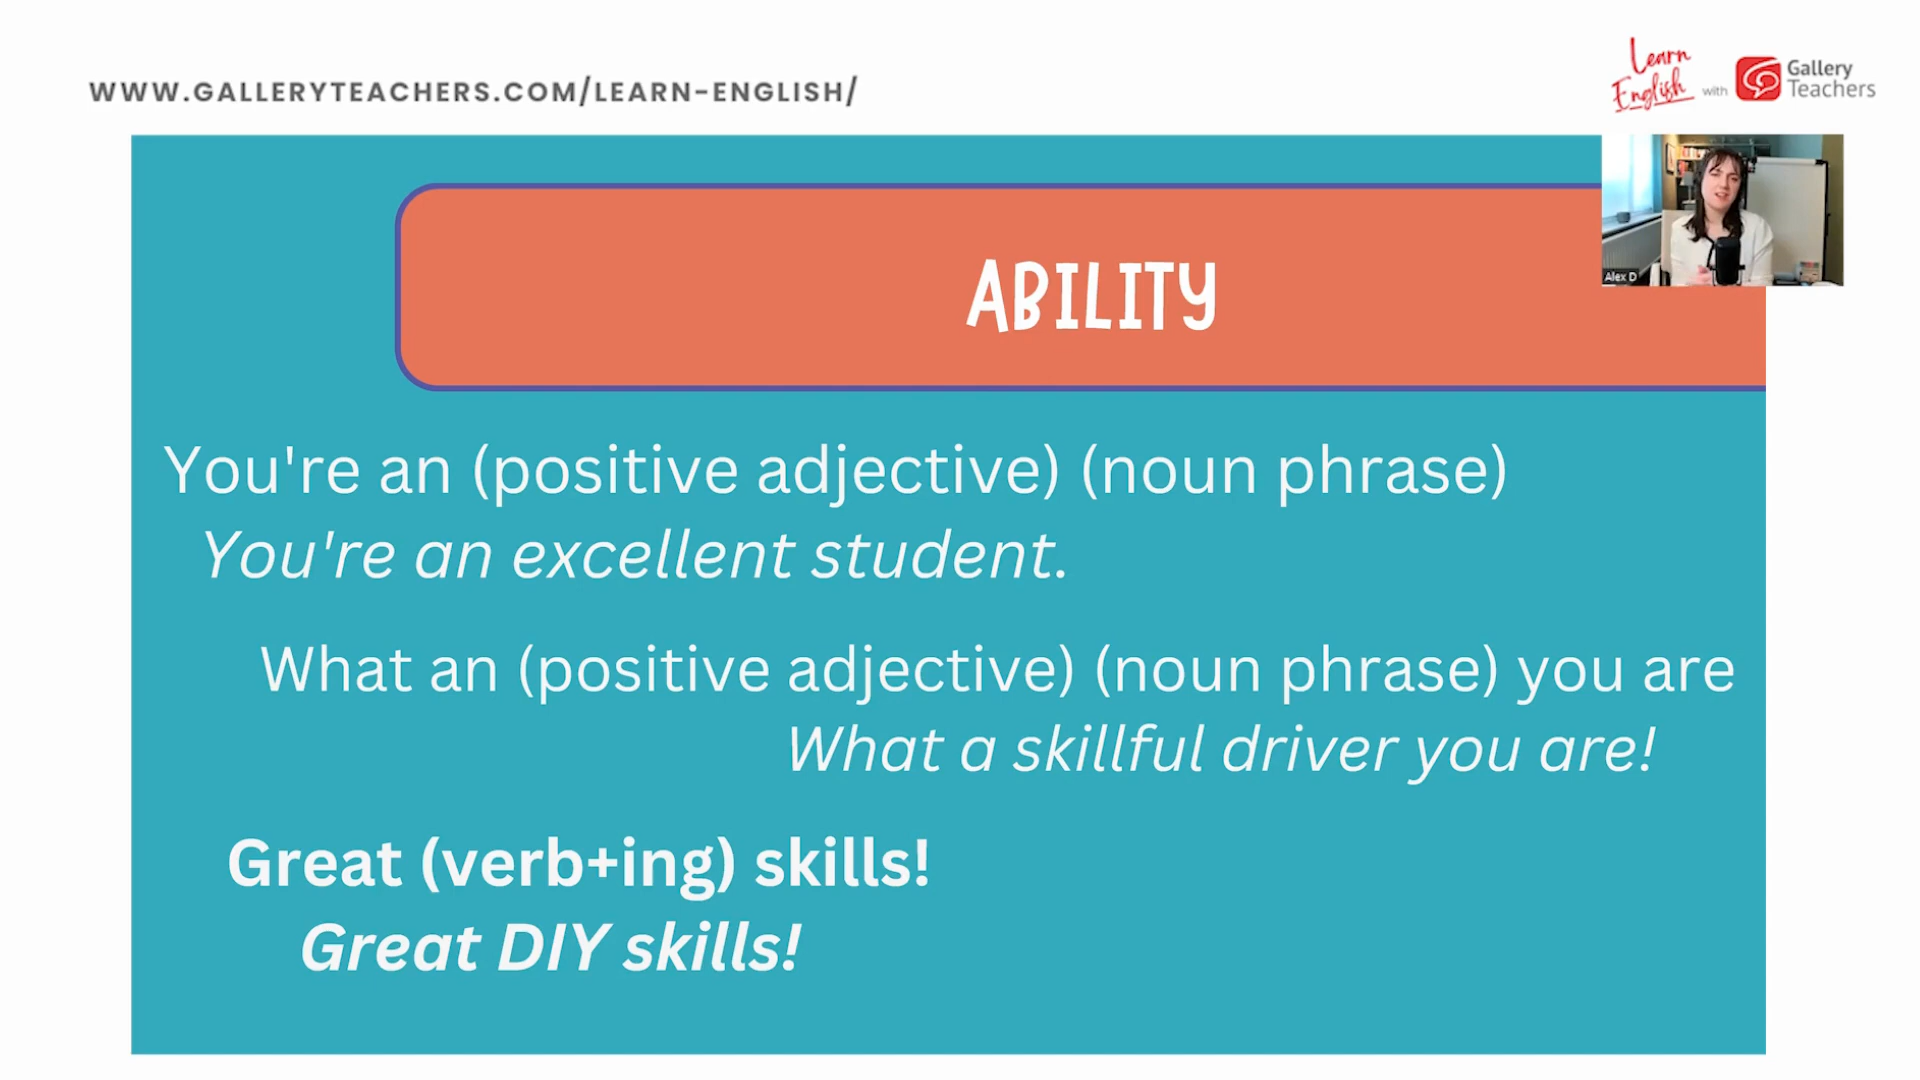 WWW.GALLERYTEACHERS.COM/LEARN-ENGLISH/
Learn
English
with
Gallery
Teachers
Alex D
ABILITY
You're an (positive adjective) (noun phrase)
You're an excellent student.
What an (positive adjective) (noun phrase) you are
What a skillful driver you are!
Great (verb+ing) skills!
Great DIY skills!